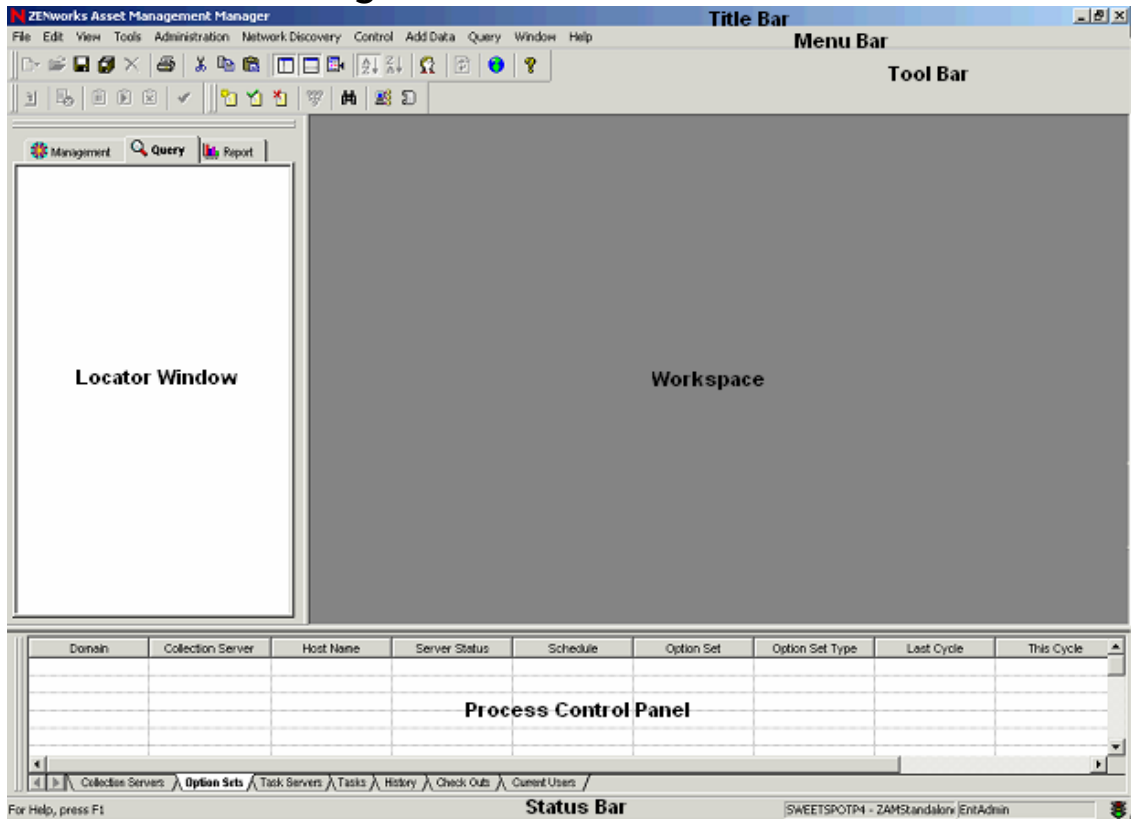 ZENworks Asset Management Manager
Title Bar
File Edit View Tools Administration Network Discovery Control Add Data Query Window Help
Menu Bar
Tool Bar
Management Query Report
Locator Window
Workspace
Domain Collection Server Host Name Server Status Schedule Option Set Option Set Type Last Cycle This Cycle
Process Control Panel
Collection Servers Option Sets Task Servers Tasks History Check Outs Current Users
For Help, press F1
Status Bar
SWEETSPOTP4 - ZAMStandalone EntAdmin